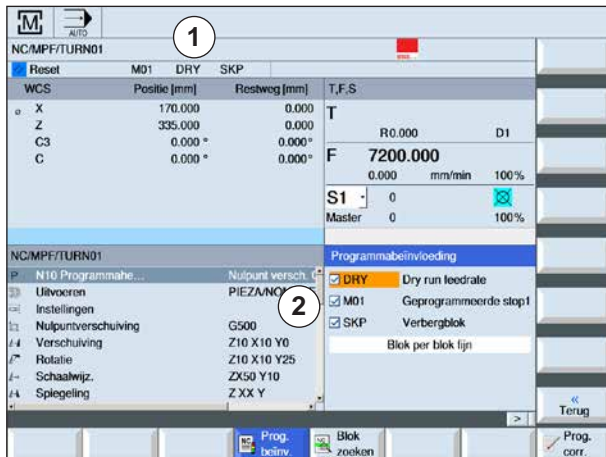 M
AUTO
1
NC/MPF/TURN01
Reset M01 DRY SKP
WCS Positie [mm] Restweg [mm] T,F,S
X 170.000 0.000
Z 335.000 0.000
C3 0.000 ° 0.000°
C 0.000 ° 0.000°
T
R0.000 D1
F 7200.000
0.000 mm/min 100%
S1 0
Master 0 100%
NC/MPF/TURN01
P N10 Programmahe... Nulpunt versch.
Uitvoeren
Instellingen
Nulpuntverschuiving G500
Verschuiving Z10 X10 Y0
Rotatie Z10 X10 Y25
Schaalwijz. ZX50 Y10
Spiegeling Z XX Y
2
Programmabeïnvloeding
DRY Dry run feedrate
M01 Geprogrammeerde stop1
SKP Verbergblok
Blok per blok fijn
>
«
Terug
NC Prog. beïnv.
NC Blok zoeken
Prog. corr.